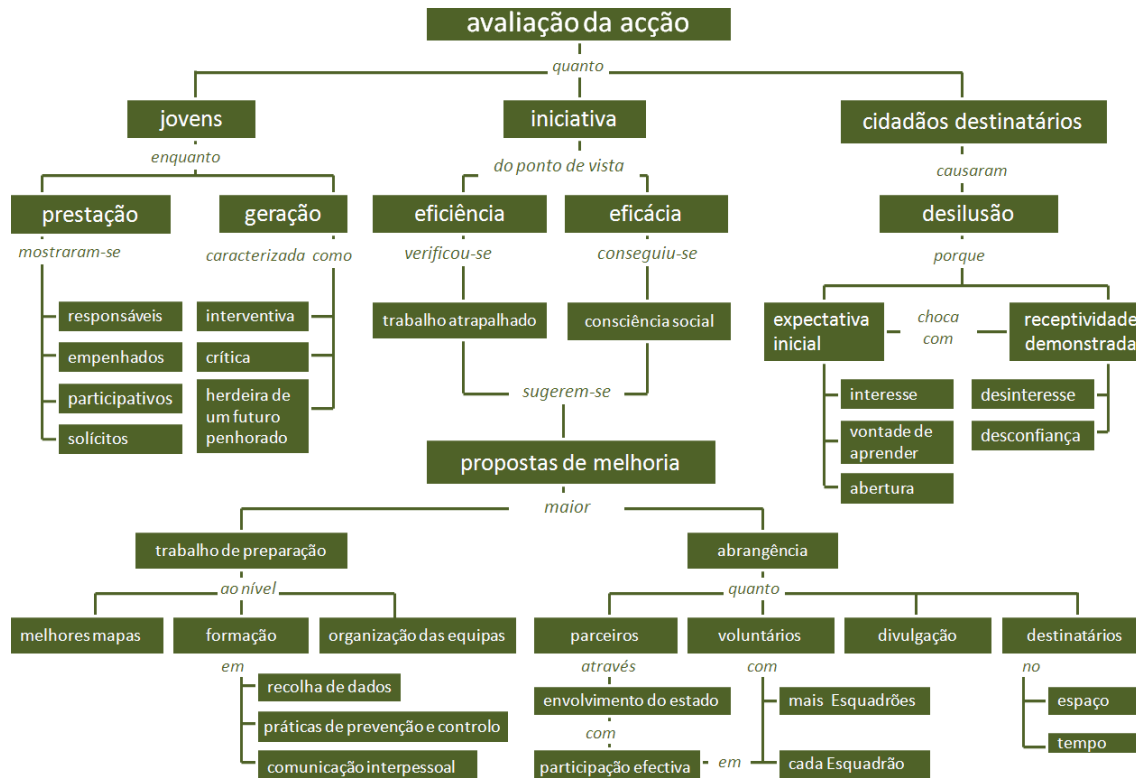 avaliação da acção
quanto
jovens
iniciativa
cidadãos destinatários
enquanto
do ponto de vista
causaram
prestação
geração
eficiência
eficácia
desilusão
mostraram-se
caracterizada como
verificou-se
conseguiu-se
porque
responsáveis
empenhados
participativos
solícitos
interventiva
crítica
herdeira de
um futuro
penhorado
trabalho atrapalhado
consciência social
sugerem-se
expectativa
inicial
choca
com
receptividade
demonstrada
interesse
vontade de
aprender
abertura
desinteresse
desconfiança
propostas de melhoria
maior
trabalho de preparação
abrangência
ao nível
quanto
melhores mapas
formação
organização das equipas
parceiros
voluntários
divulgação
destinatários
em
através
com
no
recolha de dados
práticas de prevenção e controlo
comunicação interpessoal
envolvimento do estado
com
participação efectiva
em
mais Esquadrões
cada Esquadrão
espaço
tempo